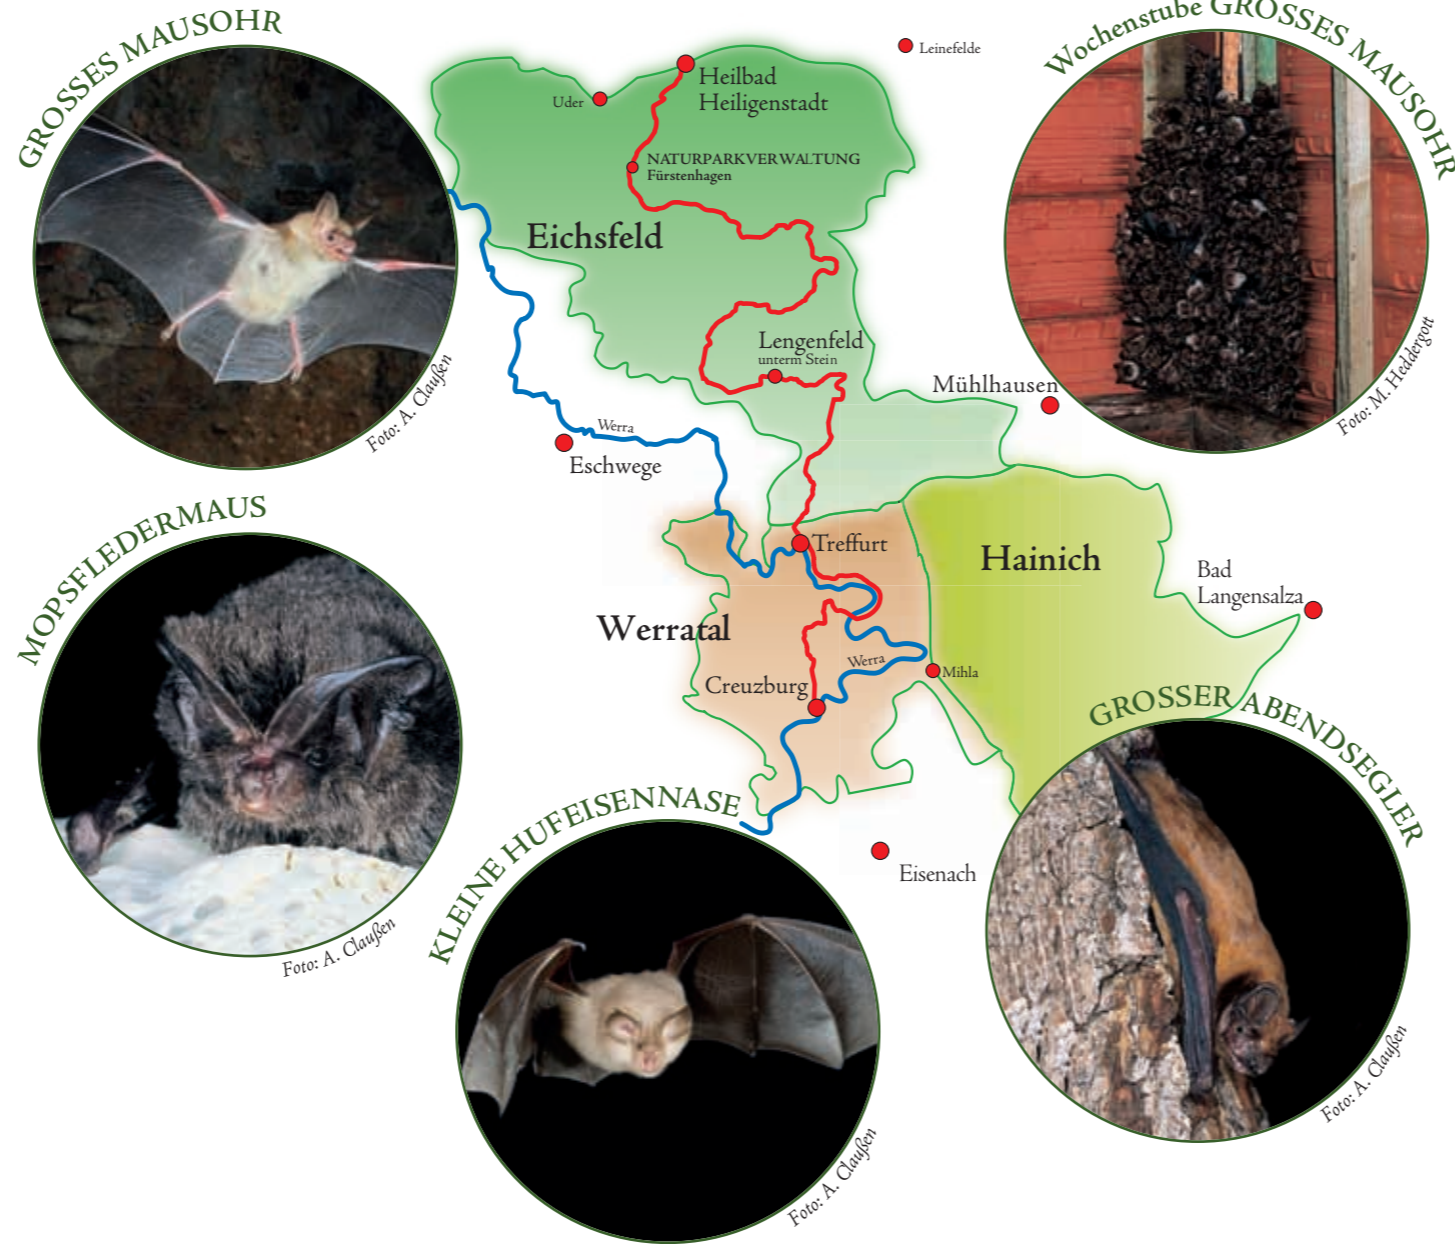 GROSSES MAUSOHR
Foto: A. Claußen
Wochenstube GROSSES MAUSOHR
Foto: M. Heddergott
Leinefelde
Heilbad
Heiligenstadt
Uder
NATURPARKVERWALTUNG
Fürstenhagen
Eichsfeld
Lengenfeld
unterm Stein
Mühlhausen
Werra
Eschwege
Treffurt
Hainich
Bad
Langensalza
Werratal
Werra
Mihla
Creuzburg
Eisenach
MOPSFLEDERMAUS
Foto: A. Claußen
KLEINE HUFEISENNASE
Foto: A. Claußen
GROSSER ABENDSEGLER
Foto: A. Claußen